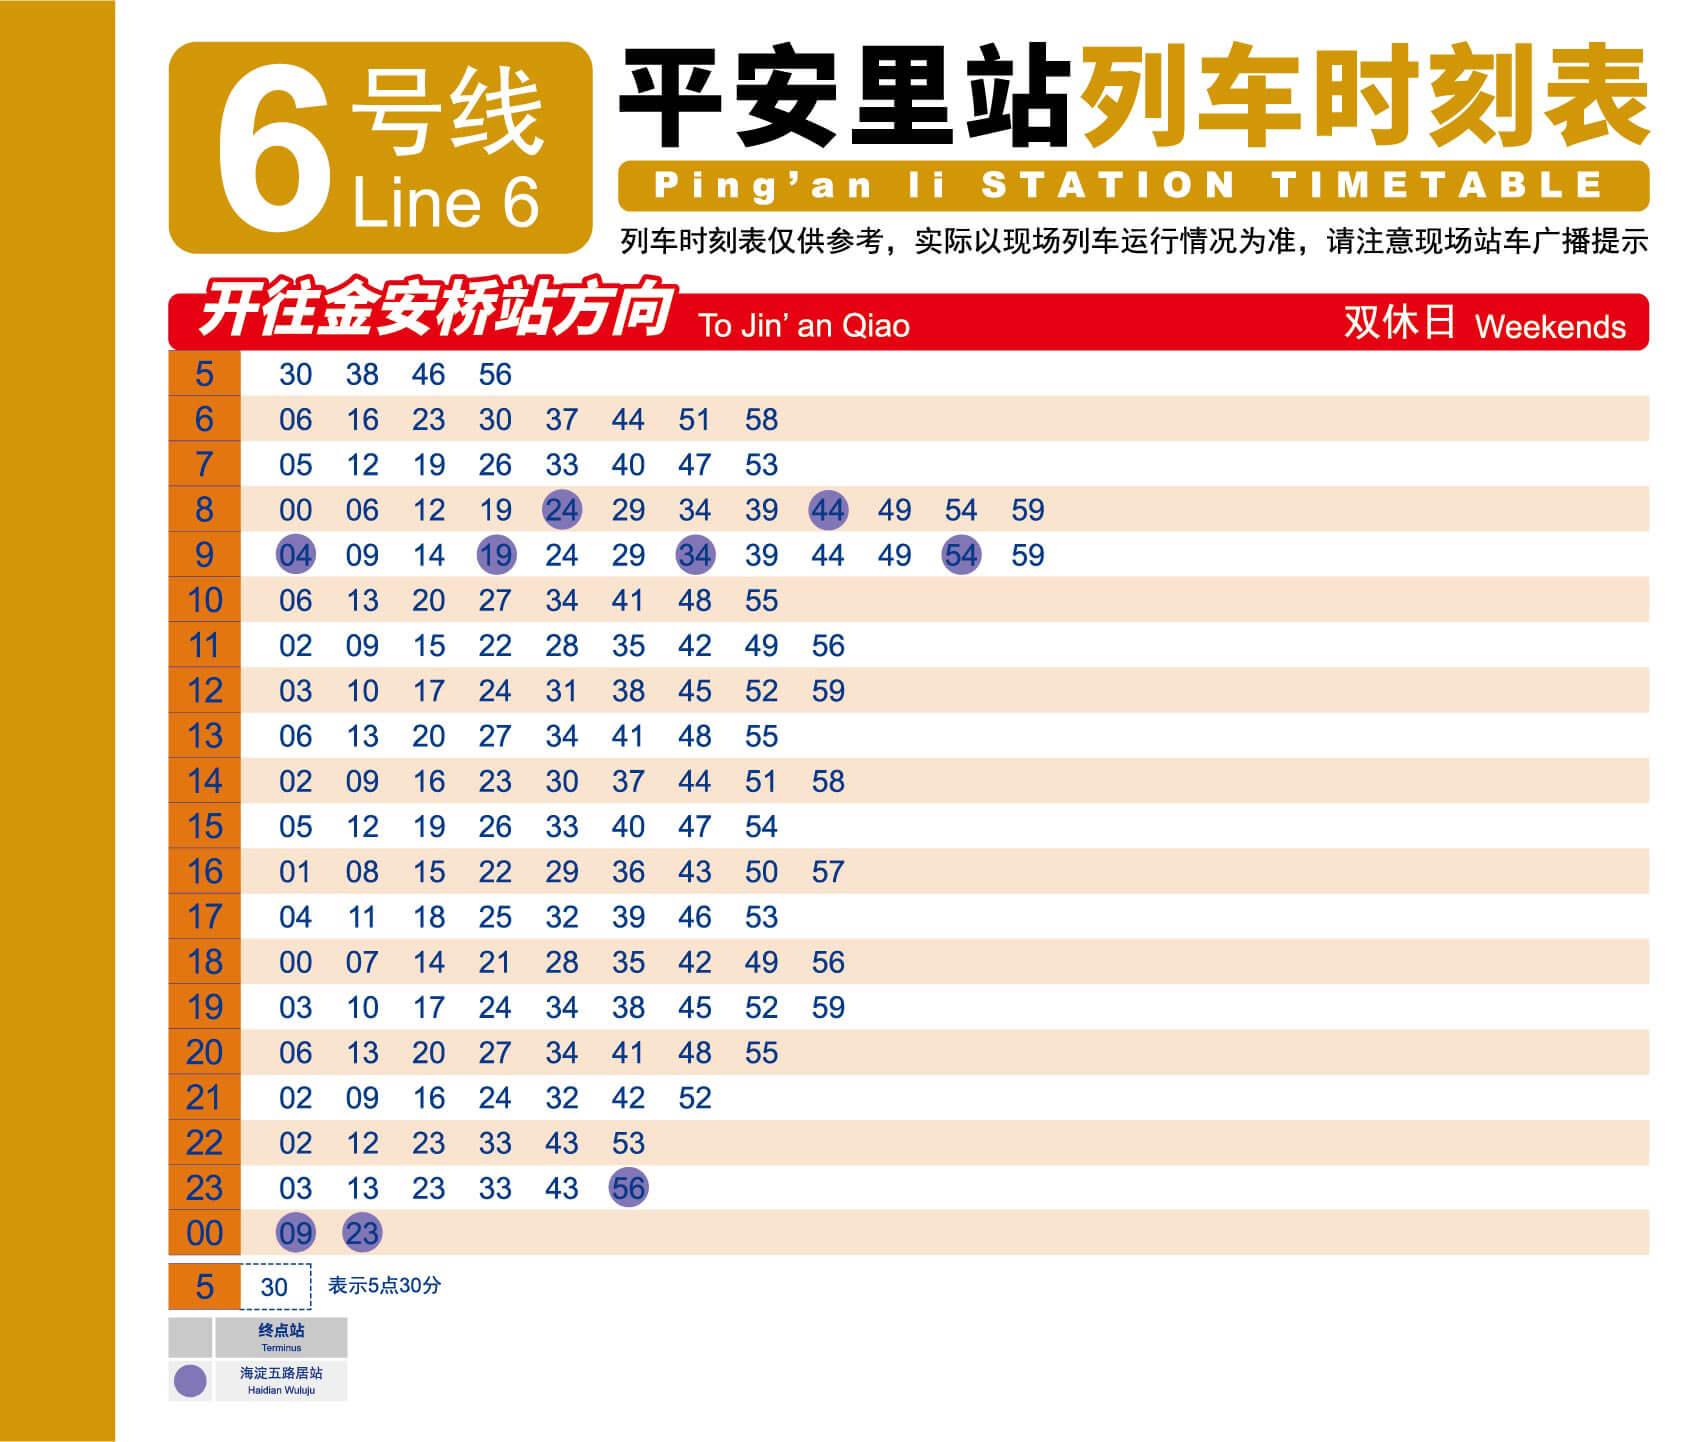 6 号线
Line 6
平安里站列车时刻表
Ping’an li STATION TIMETABLE
列车时刻表仅供参考，实际以现场列车运行情况为准，请注意现场站车广播提示
开往金安桥站方向 To Jin’ an Qiao 双休日 Weekends
5 30 38 46 56
6 06 16 23 30 37 44 51 58
7 05 12 19 26 33 40 47 53
8 00 06 12 19 24 29 34 39 44 49 54 59
9 04 09 14 19 24 29 34 39 44 49 54 59
10 06 13 20 27 34 41 48 55
11 02 09 15 22 28 35 42 49 56
12 03 10 17 24 31 38 45 52 59
13 06 13 20 27 34 41 48 55
14 02 09 16 23 30 37 44 51 58
15 05 12 19 26 33 40 47 54
16 01 08 15 22 29 36 43 50 57
17 04 11 18 25 32 39 46 53
18 00 07 14 21 28 35 42 49 56
19 03 10 17 24 34 38 45 52 59
20 06 13 20 27 34 41 48 55
21 02 09 16 24 32 42 52
22 02 12 23 33 43 53
23 03 13 23 33 43 56
00 09 23
5 30 表示5点30分
终点站
Terminus
海淀五路居站
Haidian Wuluju